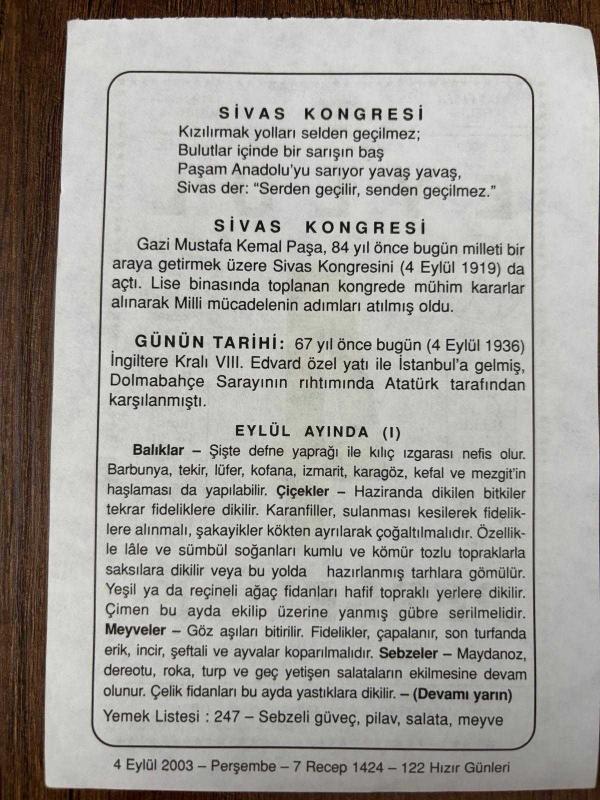 SİVAS KONGRESİ
Kızılırmak yolları selden geçilmez;
Bulutlar içinde bir sarışın baş
Paşam Anadolu'yu sarıyor yavaş yavaş,
Sivas der: “Serden geçilir, senden geçilmez.”
SİVAS KONGRESİ
Gazi Mustafa Kemal Paşa, 84 yıl önce bugün milleti bir
araya getirmek üzere Sivas Kongresini (4 Eylül 1919) da
açtı. Lise binasında toplanan kongrede mühim kararlar
alınarak Milli mücadelenin adımları atılmış oldu.
GÜNÜN TARİHİ: 67 yıl önce bugün (4 Eylül 1936)
İngiltere Kralı VIII. Edvard özel yatı ile İstanbul'a gelmiş,
Dolmabahçe Sarayının rıhtımında Atatürk tarafından
karşılanmıştı.
EYLÜL AYINDA (I)
Balıklar – Şişte defne yaprağı ile kılıç ızgarası nefis olur.
Barbunya, tekir, lüfer, kofana, izmarit, karagöz, kefal ve mezgit'in
haşlaması da yapılabilir. Çiçekler – Haziranda dikilen bitkiler
tekrar fideliklere dikilir. Karanfiller, sulanması kesilerek fidelik-
lere alınmalı, şakayikler kökten ayrılarak çoğaltılmalıdır. Özellik-
le lâle ve sümbül soğanları kumlu ve kömür tozlu topraklarla
saksılara dikilir veya bu yolda hazırlanmış tarhlara gömülür.
Yeşil ya da reçineli ağaç fidanları hafif topraklı yerlere dikilir.
Çimen bu ayda ekilip üzerine yanmış gübre serilmelidir.
Meyveler – Göz aşıları bitirilir. Fidelikler, çapalanır, son turfanda
erik, incir, şeftali ve ayvalar koparılmalıdır. Sebzeler – Maydanoz,
dereotu, roka, turp ve geç yetişen salataların ekilmesine devam
olunur. Çelik fidanları bu ayda yastıklara dikilir. – (Devamı yarın)
Yemek Listesi : 247 – Sebzeli güveç, pilav, salata, meyve
4 Eylül 2003 – Perşembe – 7 Recep 1424 – 122 Hızır Günleri